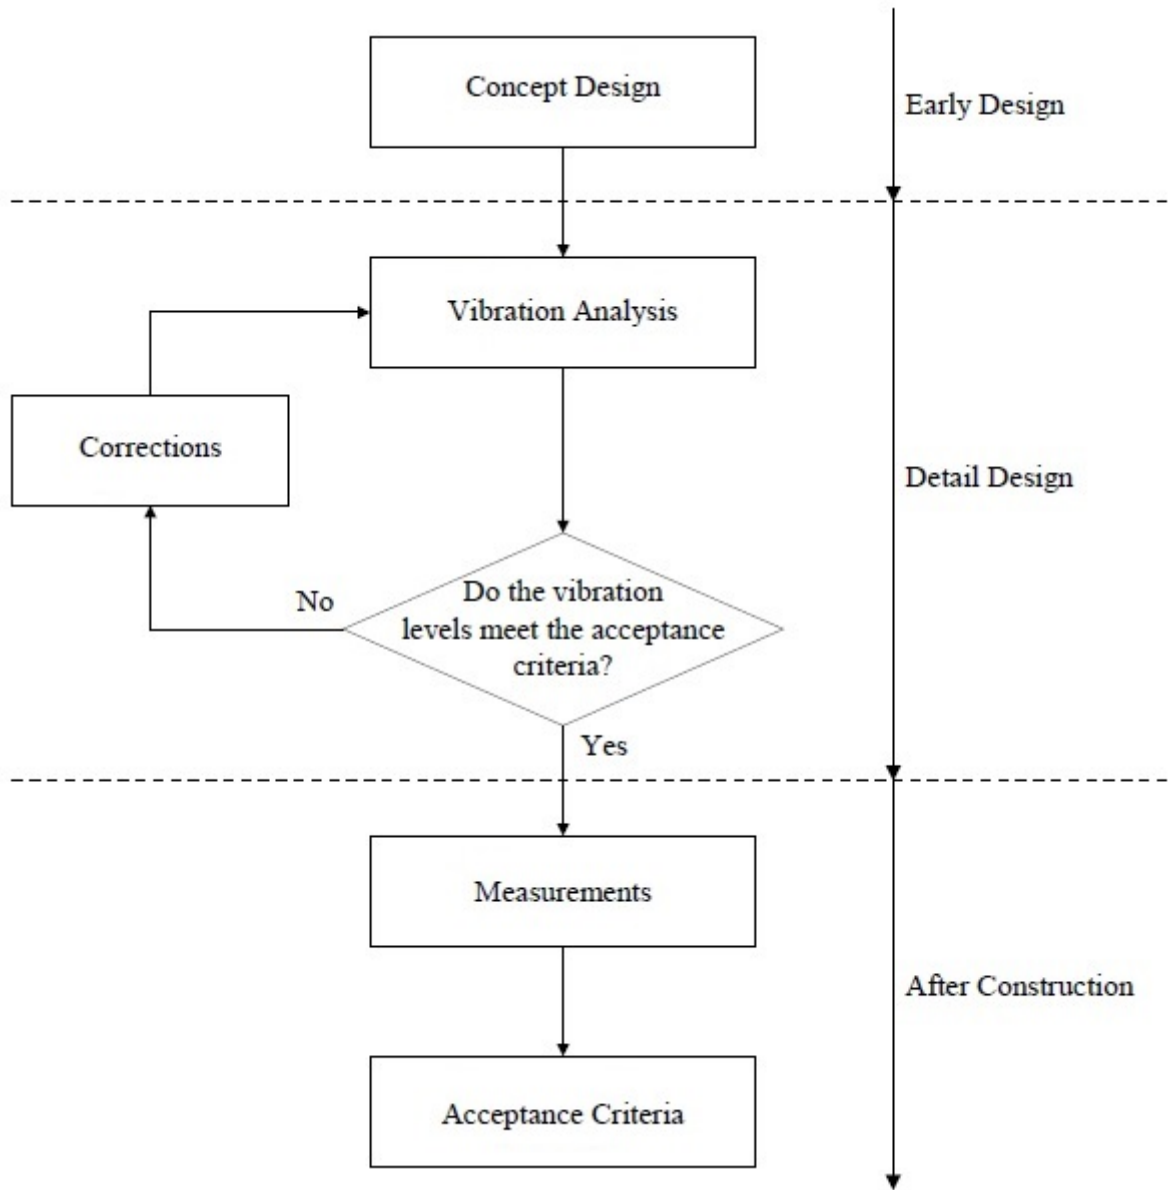 Concept Design
Early Design
Vibration Analysis
Corrections
Detail Design
No
Do the vibration
levels meet the acceptance
criteria?
Yes
Measurements
After Construction
Acceptance Criteria